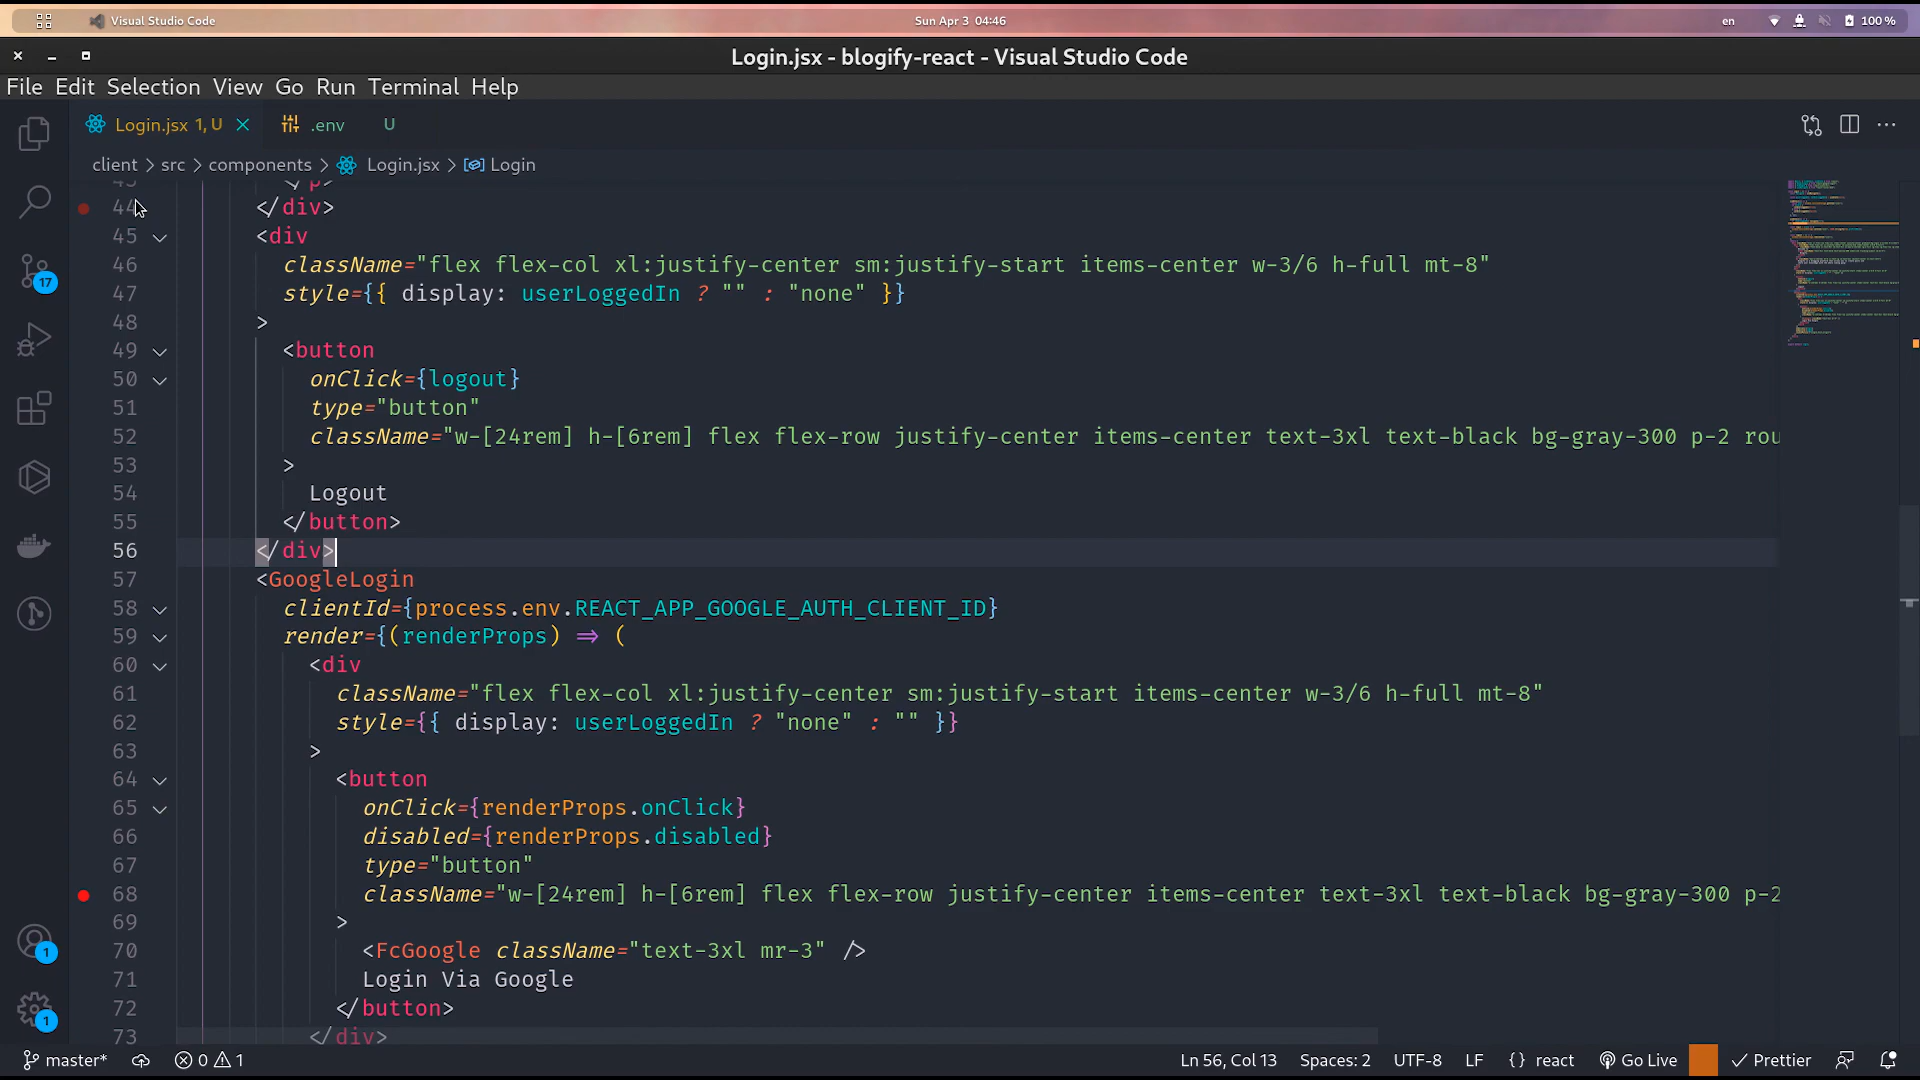 Visual Studio Code
Sun Apr 3 04:46
en
100 %
Login.jsx - blogify-react - Visual Studio Code
File Edit Selection View Go Run Terminal Help
Login.jsx 1, U
.env U
client > src > components > Login.jsx > Login
43 </p>
44 </div>
45 <div
46 className="flex flex-col xl:justify-center sm:justify-start items-center w-3/6 h-full mt-8"
47 style={{ display: userLoggedIn ? "" : "none" }}
48 >
49 <button
50 onClick={logout}
51 type="button"
52 className="w-[24rem] h-[6rem] flex flex-row justify-center items-center text-3xl text-black bg-gray-300 p-2 rou
53 >
54 Logout
55 </button>
56 </div>
57 <GoogleLogin
58 clientId={process.env.REACT_APP_GOOGLE_AUTH_CLIENT_ID}
59 render={(renderProps) => (
60 <div
61 className="flex flex-col xl:justify-center sm:justify-start items-center w-3/6 h-full mt-8"
62 style={{ display: userLoggedIn ? "none" : "" }}
63 >
64 <button
65 onClick={renderProps.onClick}
66 disabled={renderProps.disabled}
67 type="button"
68 className="w-[24rem] h-[6rem] flex flex-row justify-center items-center text-3xl text-black bg-gray-300 p-2
69 >
70 <FcGoogle className="text-3xl mr-3" />
71 Login Via Google
72 </button>
73 </div>
17
1
1
master* 0 1
Ln 56, Col 13 Spaces: 2 UTF-8 LF {} react Go Live Prettier